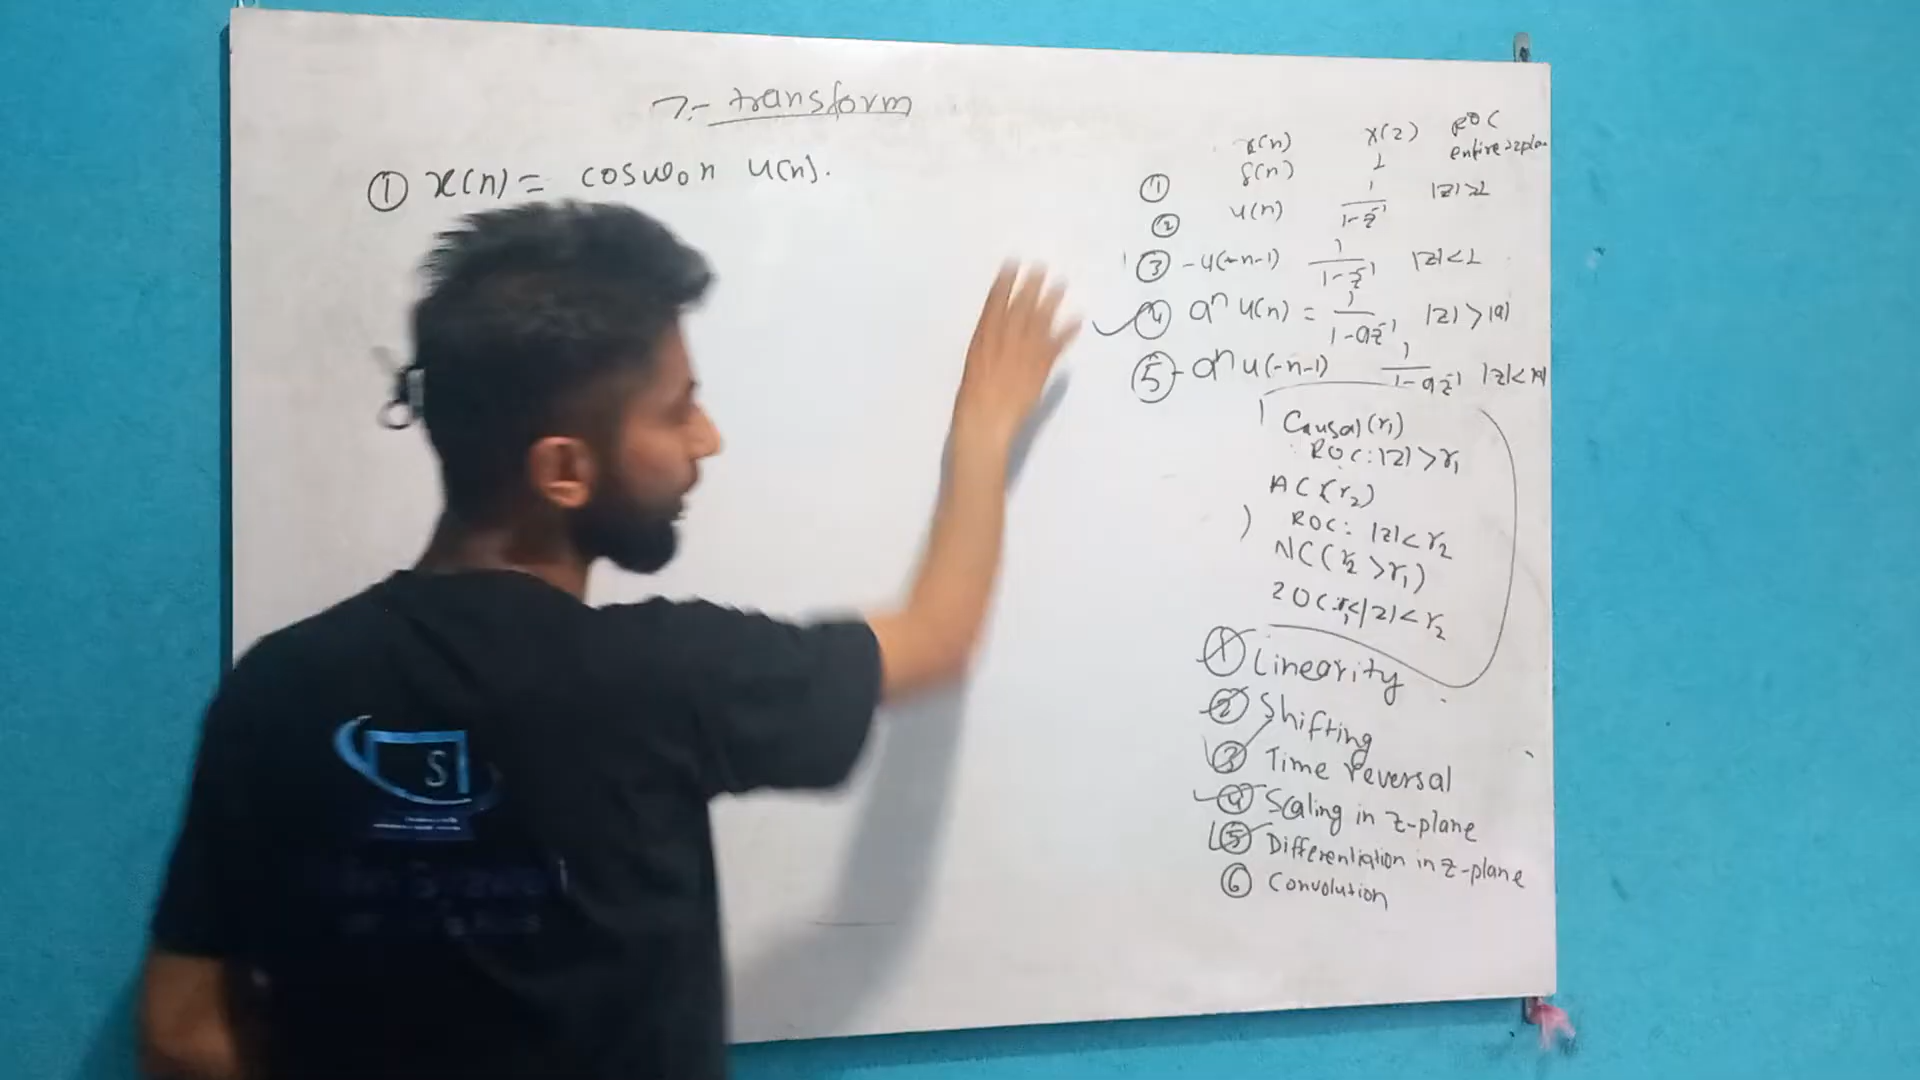 Z- transform
① x(n) = cosω₀n u(n).
x(n) X(z) ROC
δ(n) 1 entire z plan
① 
② u(n) 1/1-z⁻¹ |z|>1
③ -u(-n-1) 1/1-z⁻¹ |z|<1
④ aⁿ u(n) = 1/1-az⁻¹ |z|>|a|
⑤ -aⁿ u(-n-1) 1/1-az⁻¹ |z|<|a|
Causal (r₁)
ROC: |z|>r₁
(r₂)
ROC: |z|<r₂
NC (r₂>r₁)
ROC: r₁<|z|<r₂
① Linearity
② Shifting
③ Time reversal
④ Scaling in z-plane
⑤ Differentiation in z-plane
⑥ Convolution
S